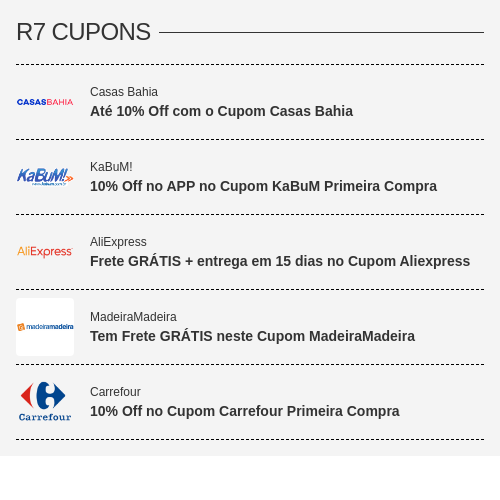 R7 CUPONS
CASASBAHIA
Casas Bahia
Até 10% Off com o Cupom Casas Bahia
KaBuM!
KaBuM!
10% Off no APP no Cupom KaBuM Primeira Compra
AliExpress
AliExpress
Frete GRÁTIS + entrega em 15 dias no Cupom Aliexpress
madeiramadeira
MadeiraMadeira
Tem Frete GRÁTIS neste Cupom MadeiraMadeira
Carrefour
Carrefour
10% Off no Cupom Carrefour Primeira Compra